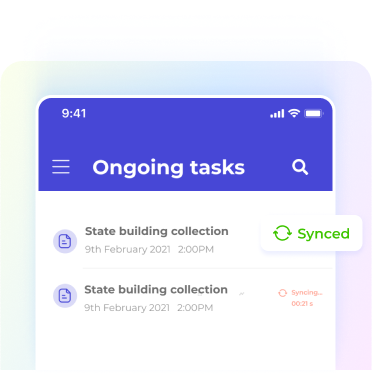 9:41
Ongoing tasks
State building collection
9th February 2021 2:00PM
Synced
State building collection
9th February 2021 2:00PM
Syncing...
00:21 s